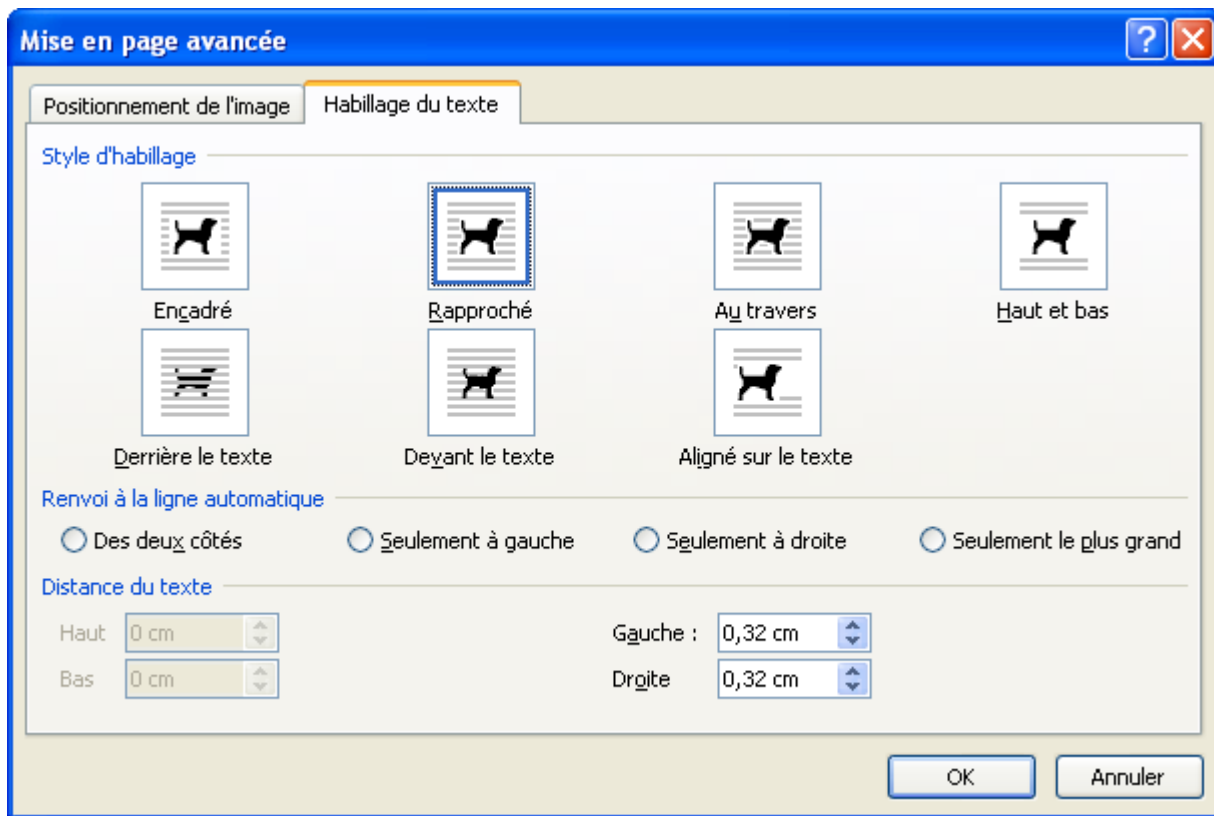 Mise en page avancée
Positionnement de l'image Habillage du texte
Style d'habillage
Encadré Rapproché Au travers Haut et bas
Derrière le texte Devant le texte Aligné sur le texte
Renvoi à la ligne automatique
Des deux côtés Seulement à gauche Seulement à droite Seulement le plus grand
Distance du texte
Haut 0 cm Gauche : 0,32 cm
Bas 0 cm Droite 0,32 cm
OK Annuler